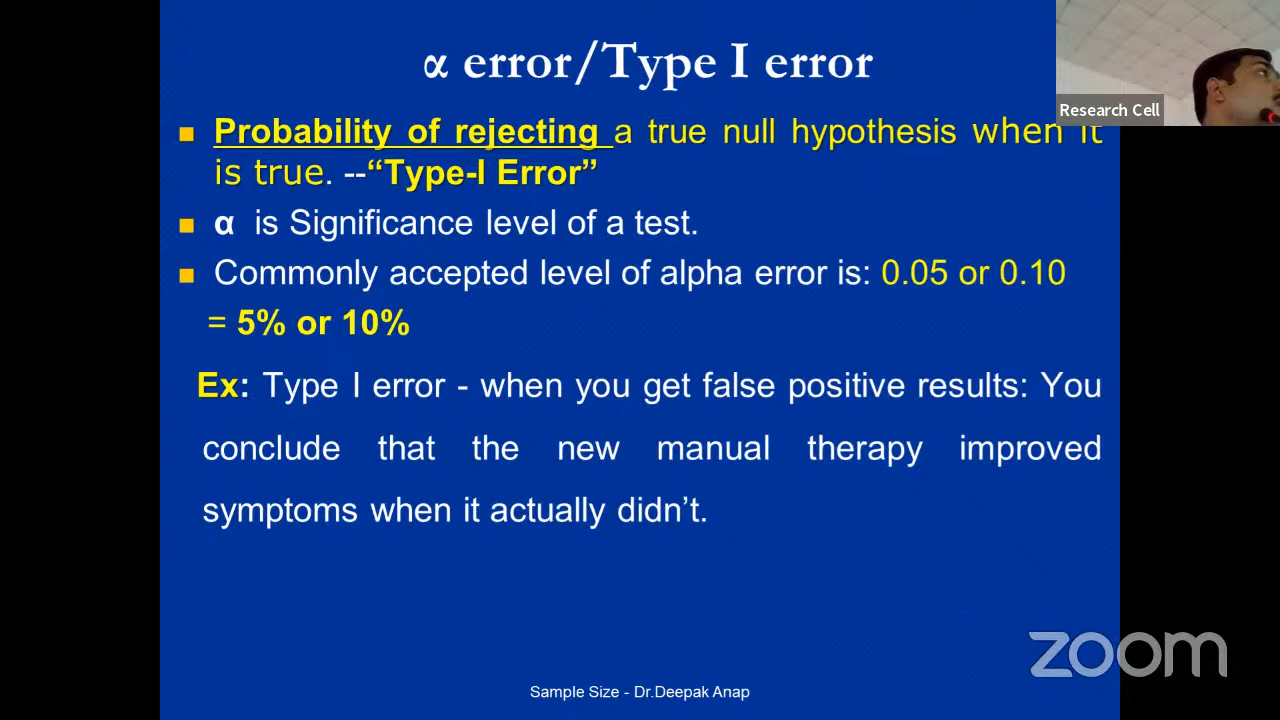 α error/Type I error
Research Cell
Probability of rejecting a true null hypothesis when it
is true. --“Type-I Error”
α is Significance level of a test.
Commonly accepted level of alpha error is: 0.05 or 0.10
= 5% or 10%
Ex: Type I error - when you get false positive results: You
conclude that the new manual therapy improved
symptoms when it actually didn’t.
zoom
Sample Size - Dr.Deepak Anap